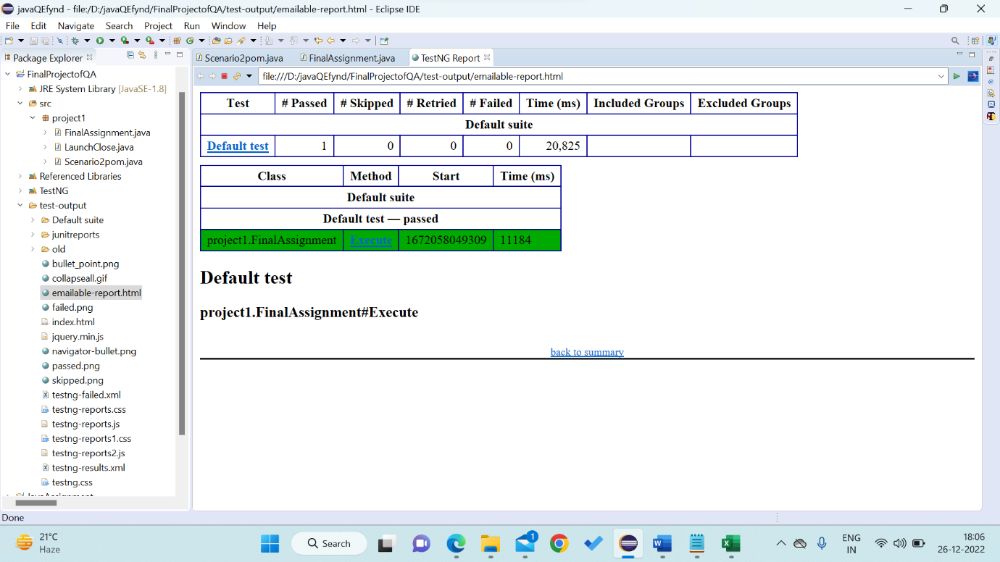 javaQEfynd - file:/D:/javaQEfynd/FinalProjectofQA/test-output/emailable-report.html - Eclipse IDE
File Edit Navigate Search Project Run Window Help
Package Explorer
FinalProjectofQA
JRE System Library [JavaSE-1.8]
src
project1
FinalAssignment.java
LaunchClose.java
Scenario2pom.java
Referenced Libraries
TestNG
test-output
Default suite
junitreports
old
bullet_point.png
collapseall.gif
emailable-report.html
failed.png
index.html
jquery.min.js
navigator-bullet.png
passed.png
skipped.png
testng-failed.xml
testng-reports.css
testng-reports.js
testng-reports1.css
testng-reports2.js
testng-results.xml
testng.css
Scenario2pom.java FinalAssignment.java TestNG Report
file:///D:/javaQEfynd/FinalProjectofQA/test-output/emailable-report.html
Test # Passed # Skipped # Retried # Failed Time (ms) Included Groups Excluded Groups
Default suite
Default test 1 0 0 0 20,825
Class Method Start Time (ms)
Default suite
Default test — passed
project1.FinalAssignment Execute 1672058049309 11184
Default test
project1.FinalAssignment#Execute
back to summary
Done
21°C
Haze
Search
1
ENG
IN
18:06
26-12-2022